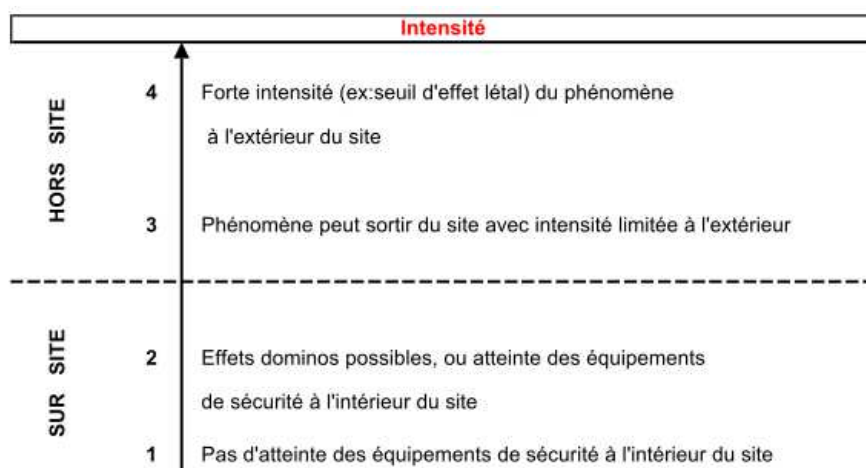 Intensité
HORS SITE
4 Forte intensité (ex:seuil d'effet létal) du phénomène
à l'extérieur du site
3 Phénomène peut sortir du site avec intensité limitée à l'extérieur
SUR SITE
2 Effets dominos possibles, ou atteinte des équipements
de sécurité à l'intérieur du site
1 Pas d'atteinte des équipements de sécurité à l'intérieur du site